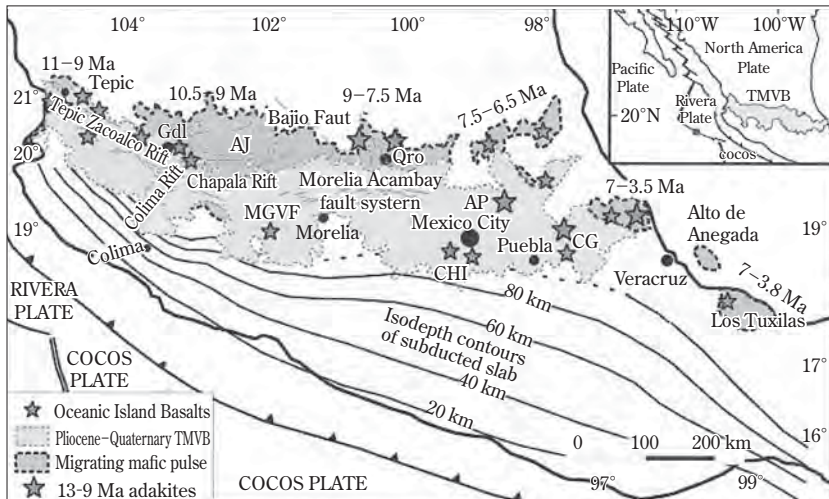 104° 102° 100° 98°
110°W 100°W
North America
Plate
Pacific
Plate
TMVB
20°N
Rivera
Plate
cocos
11−9 Ma
Tepic
21°
10.5−9 Ma
9−7.5 Ma
7.5−6.5 Ma
Bajio Faut
Tepic Zacoalco Rift
Gdl
AJ
Qro
20°
Chapala Rift
Colima Rift
Morelia Acambay
fault systern
7−3.5 Ma
AP
MGVF
Mexico City
19°
Morelía
CG
Alto de
Anegada
19°
Colima
CHI
Puebla
Veracruz
7−3.8 Ma
Los Tuxilas
RIVERA
PLATE
80 km
60 km
Isodepth contours
of subducted slab
40 km
20 km
17°
COCOS
PLATE
Oceanic Island Basalts
Pliocene−Quaternary TMVB
Migrating mafic pulse
13-9 Ma adakites
0 100 200 km
16°
COCOS PLATE
97°
99°